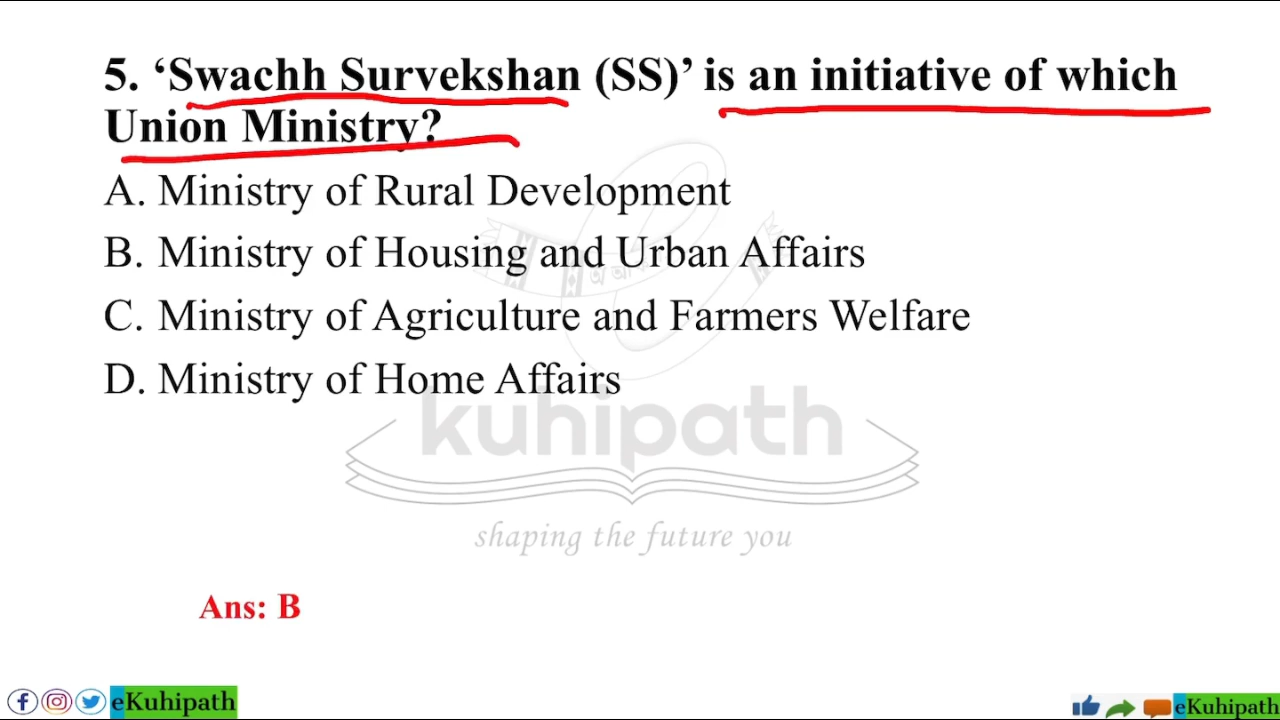 5. ‘Swachh Survekshan (SS)’ is an initiative of which
Union Ministry?
A. Ministry of Rural Development
B. Ministry of Housing and Urban Affairs
C. Ministry of Agriculture and Farmers Welfare
D. Ministry of Home Affairs
kuhipath
shaping the future you
Ans: B
eKuhipath
eKuhipath